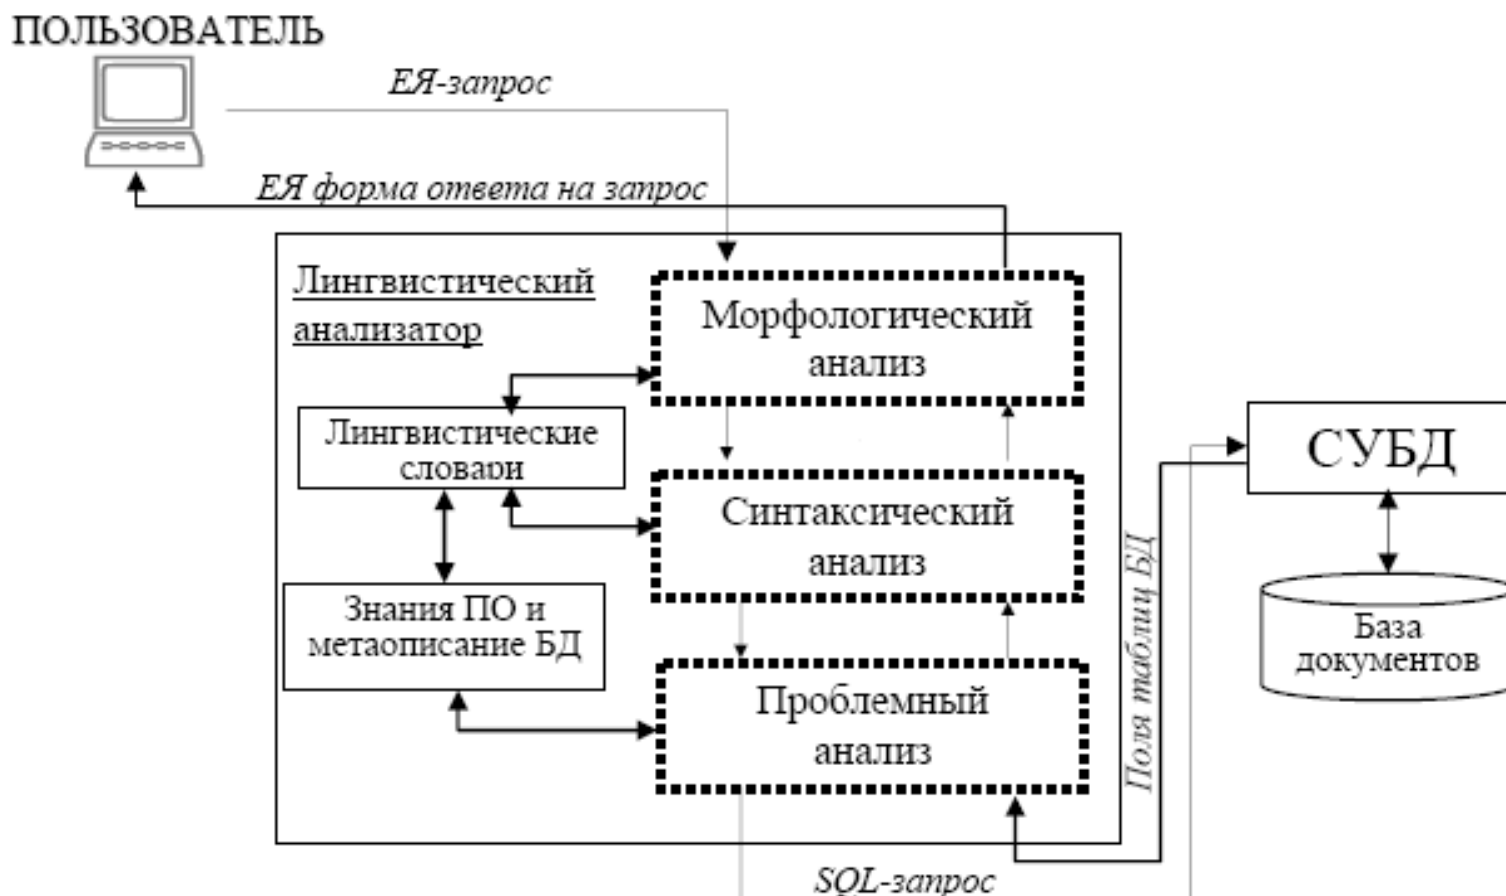 ПОЛЬЗОВАТЕЛЬ
ЕЯ-запрос
ЕЯ форма ответа на запрос
Лингвистический
анализатор
Морфологический
анализ
Лингвистические
словари
Синтаксический
анализ
Знания ПО и
метаописание БД
Проблемный
анализ
Поля таблиц БД
СУБД
База
документов
SQL-запрос